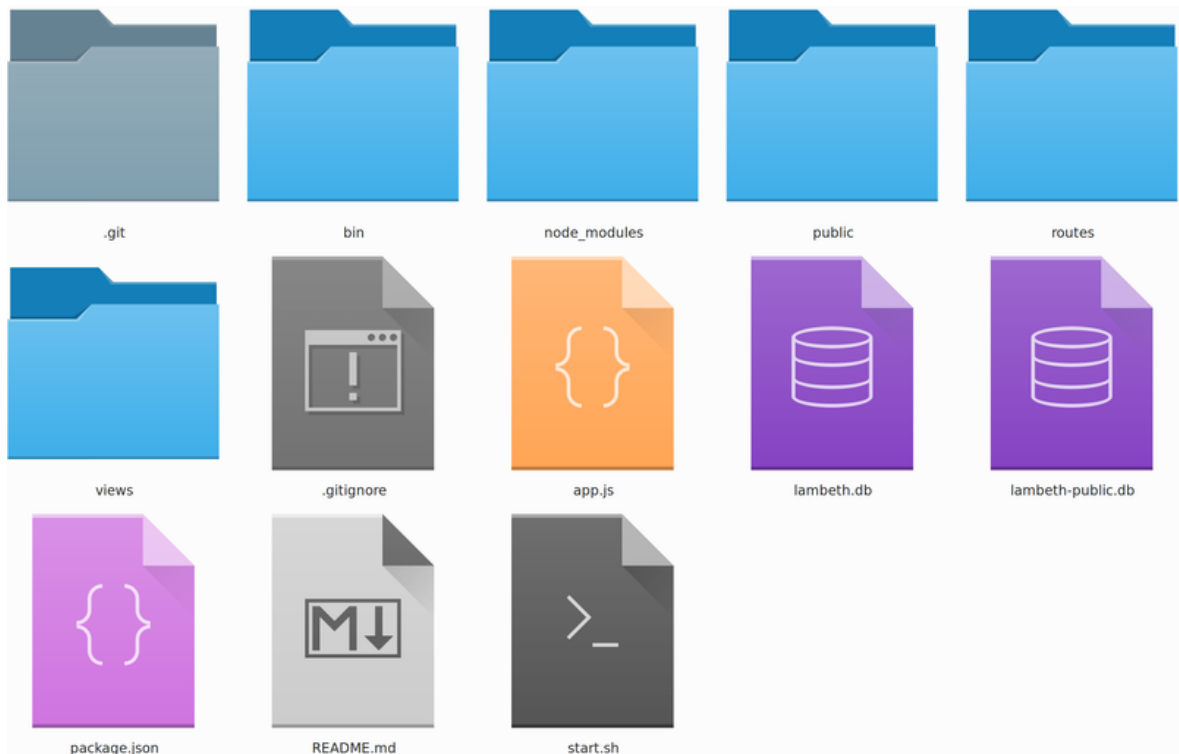 .git
bin
node_modules
public
routes
views
.gitignore
app.js
lambeth.db
lambeth-public.db
package.json
M
README.md
start.sh